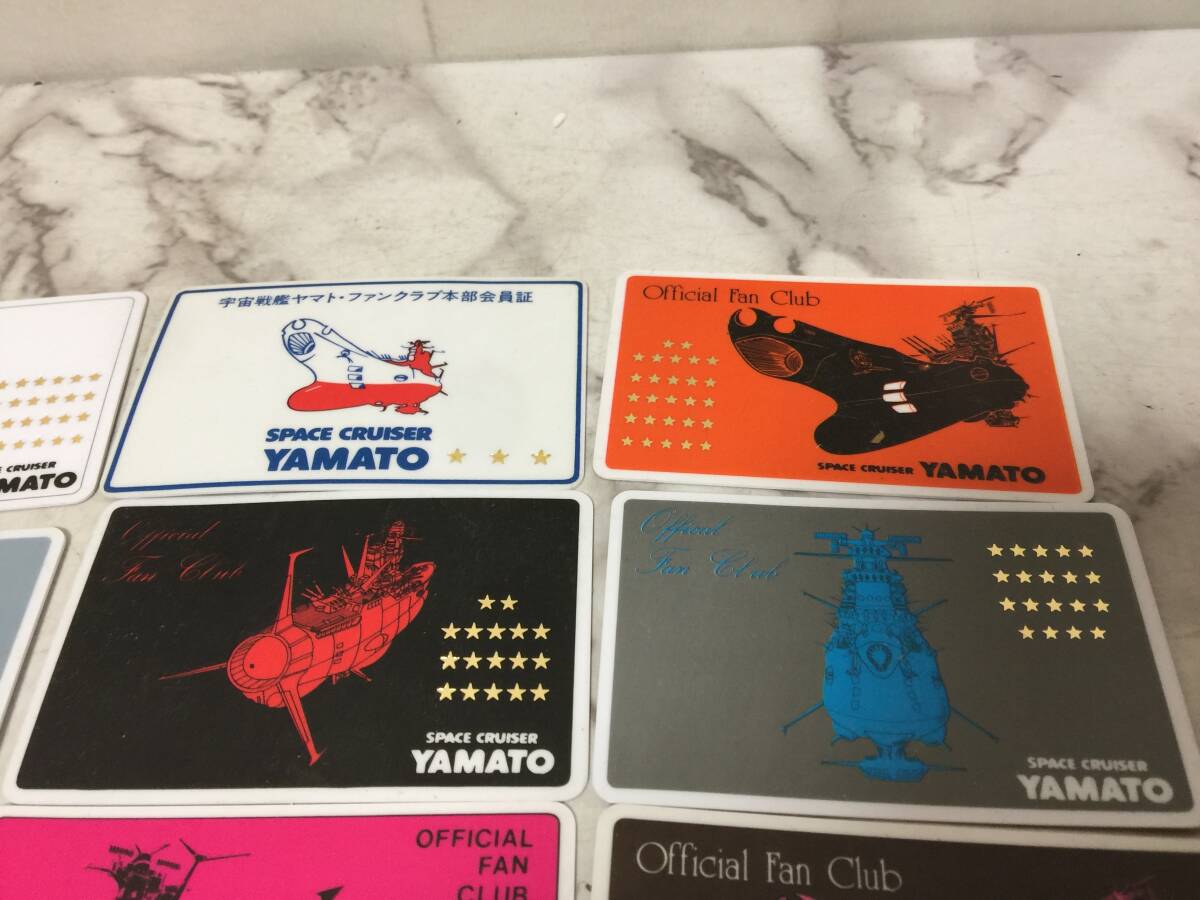 CRUISER
AMATO
宇宙戦艦ヤマト・ファンクラブ本部会員証
SPACE CRUISER
YAMATO
Official Fan Club
SPACE CRUISER YAMATO
Official
Fan Club
SPACE CRUISER
YAMATO
Official
Fan Club
SPACE CRUISER
YAMATO
OFFICIAL
FAN
CLUB
Official Fan Club